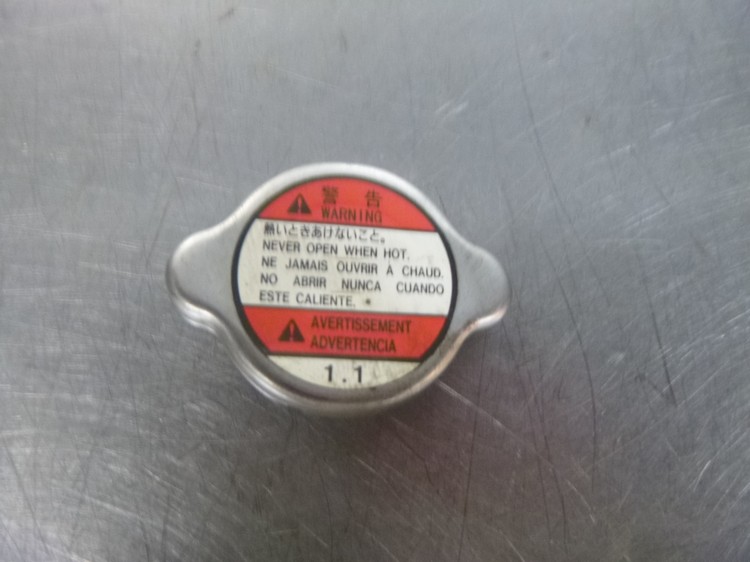 警告
WARNING
熱いときあけないこと。
NEVER OPEN WHEN HOT.
NE JAMAIS OUVRIR À CHAUD.
NO ABRIR NUNCA CUANDO
ESTE CALIENTE.
AVERTISSEMENT
ADVERTENCIA
1.1